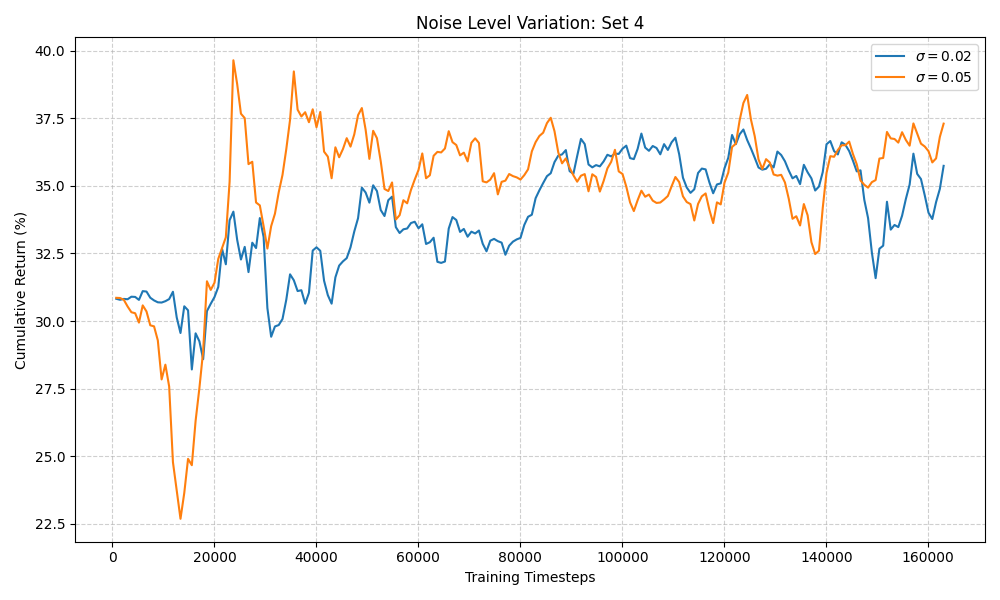 Noise Level Variation: Set 4
σ = 0.02
σ = 0.05
Cumulative Return (%)
40.0
37.5
35.0
32.5
30.0
27.5
25.0
22.5
0 20000 40000 60000 80000 100000 120000 140000 160000
Training Timesteps